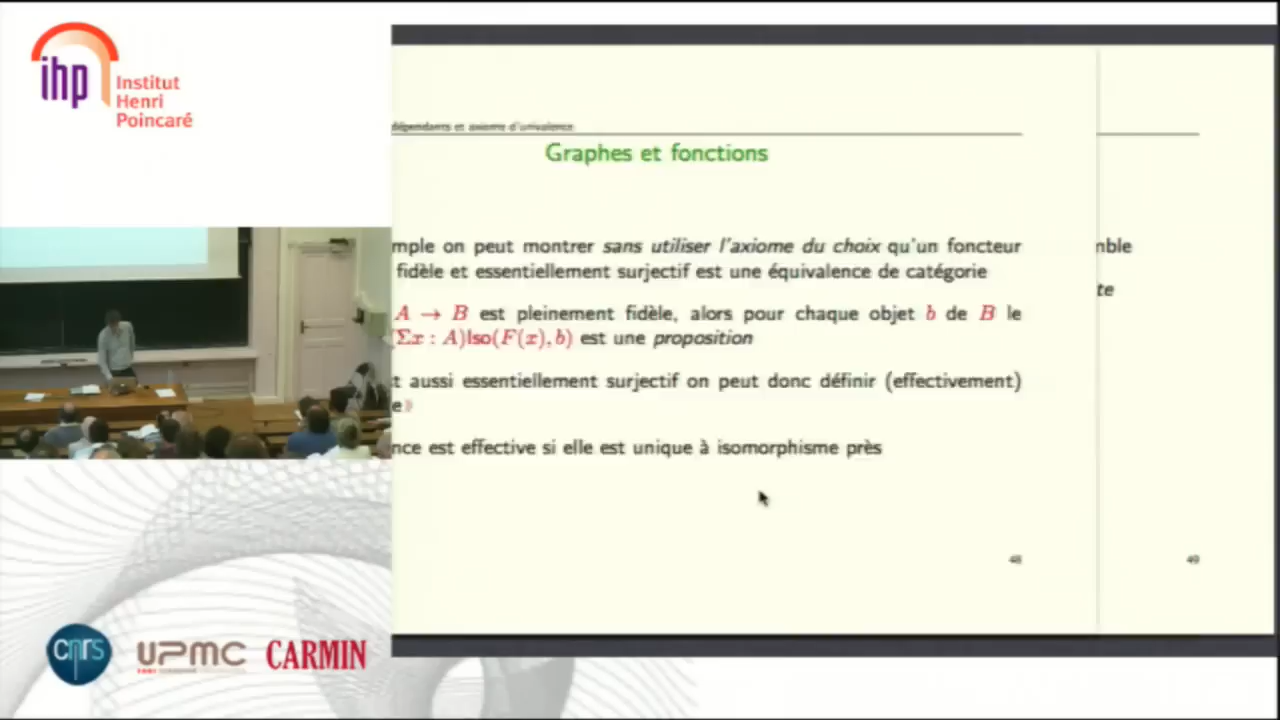 ihp
Institut
Henri
Poincaré
dépendants et axiome d'univalence
Graphes et fonctions
mple on peut montrer sans utiliser l'axiome du choix qu'un foncteur
fidèle et essentiellement surjectif est une équivalence de catégorie
A → B est pleinement fidèle, alors pour chaque objet b de B le
(Σx : A)Iso(F(x), b) est une proposition
t aussi essentiellement surjectif on peut donc définir (effectivement)
e
nce est effective si elle est unique à isomorphisme près
48
mble
te
49
cnrs
UPMC
CARMIN